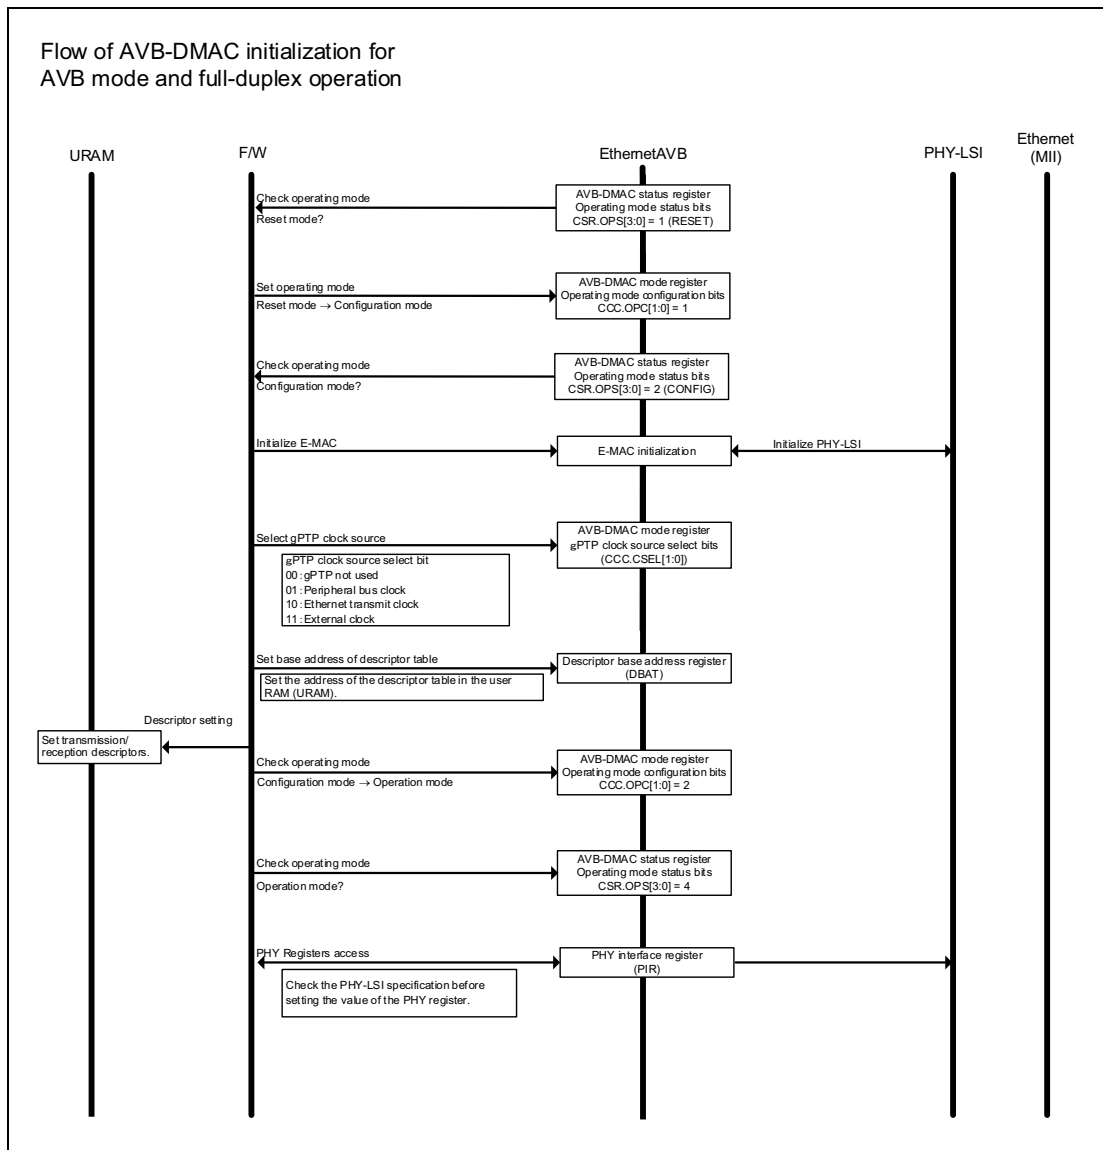 Flow of AVB-DMAC initialization for
AVB mode and full-duplex operation
URAM
F/W
EthernetAVB
PHY-LSI
Ethernet
(MII)
Check operating mode
Reset mode?
AVB-DMAC status register
Operating mode status bits
CSR.OPS[3:0] = 1 (RESET)
Set operating mode
Reset mode → Configuration mode
AVB-DMAC mode register
Operating mode configuration bits
CCC.OPC[1:0] = 1
Check operating mode
Configuration mode?
AVB-DMAC status register
Operating mode status bits
CSR.OPS[3:0] = 2 (CONFIG)
Initialize E-MAC
E-MAC initialization
Initialize PHY-LSI
Select gPTP clock source
AVB-DMAC mode register
gPTP clock source select bits
(CCC.CSEL[1:0])
gPTP clock source select bit
00: gPTP not used
01: Peripheral bus clock
10: Ethernet transmit clock
11: External clock
Set base address of descriptor table
Descriptor base address register
(DBAT)
Set the address of the descriptor table in the user
RAM (URAM).
Descriptor setting
Set transmission/
reception descriptors.
Check operating mode
Configuration mode → Operation mode
AVB-DMAC mode register
Operating mode configuration bits
CCC.OPC[1:0] = 2
Check operating mode
Operation mode?
AVB-DMAC status register
Operating mode status bits
CSR.OPS[3:0] = 4
PHY Registers access
PHY interface register
(PIR)
Check the PHY-LSI specification before
setting the value of the PHY register.